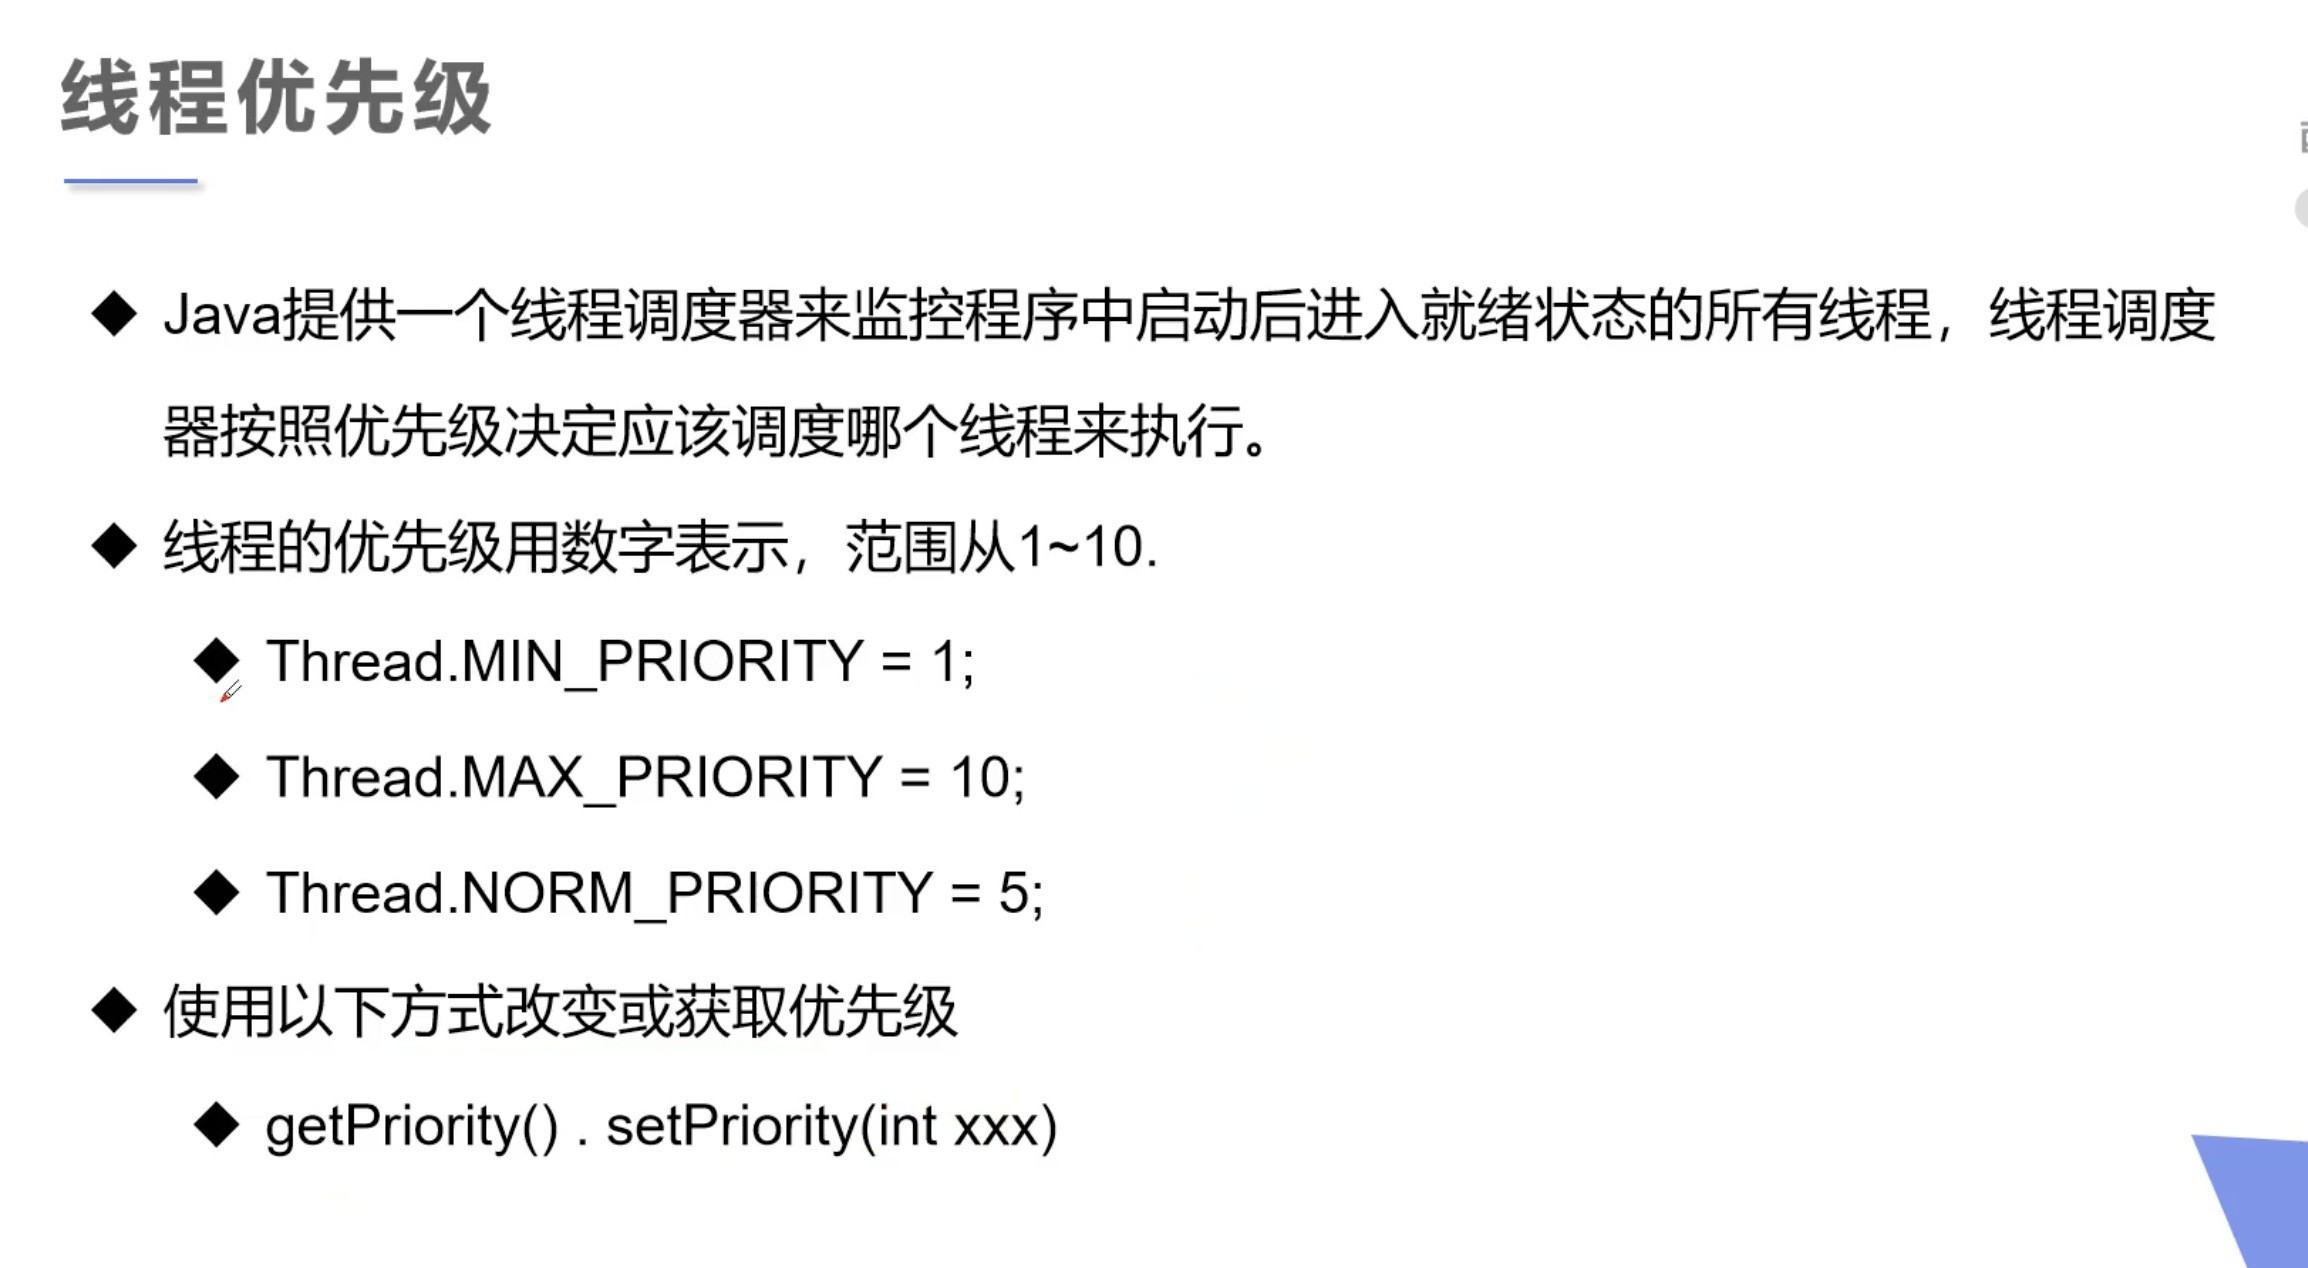 线程优先级
Java提供一个线程调度器来监控程序中启动后进入就绪状态的所有线程，线程调度
器按照优先级决定应该调度哪个线程来执行。
线程的优先级用数字表示，范围从1~10.
Thread.MIN_PRIORITY = 1;
Thread.MAX_PRIORITY = 10;
Thread.NORM_PRIORITY = 5;
使用以下方式改变或获取优先级
getPriority() . setPriority(int xxx)